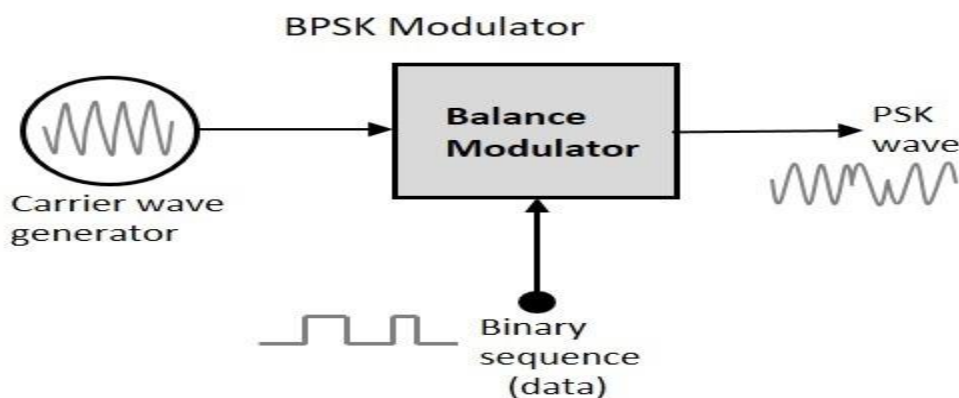 BPSK Modulator
Balance
Modulator
PSK
wave
Carrier wave
generator
Binary
sequence
(data)